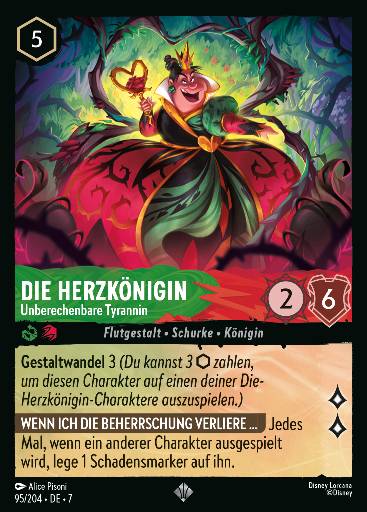 5
DIE HERZKÖNIGIN
Unberechenbare Tyrannin
2
6
Flutgestalt • Schurke • Königin
Gestaltwandel 3 (Du kannst 3 zahlen,
um diesen Charakter auf einen deiner Die-
Herzkönigin-Charaktere auszuspielen.)
WENN ICH DIE BEHERRSCHUNG VERLIERE ... Jedes
Mal, wenn ein anderer Charakter ausgespielt
wird, lege 1 Schadensmarker auf ihn.
Alice Pisoni
95/204 • DE • 7
Disney Lorcana
©Disney